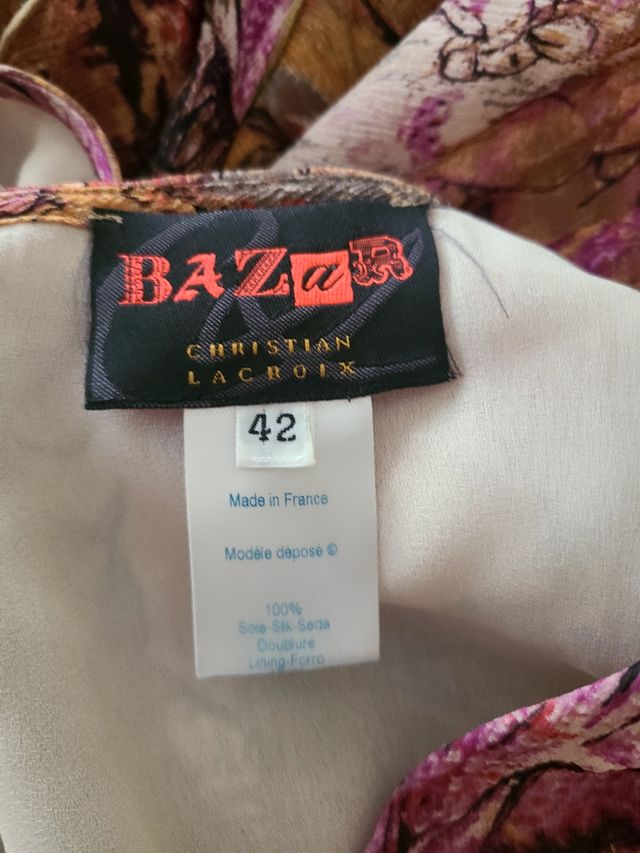 BAZaR
CHRISTIAN
LACROIX
42
Made in France
Modèle déposé ©
100%
Soie-Silk-Seda
Doublure
Lining-Forro